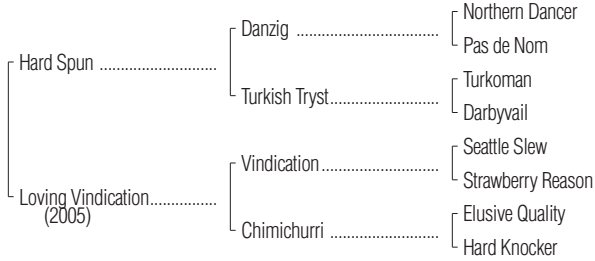 Northern Dancer
Danzig ................................
Pas de Nom
Hard Spun ..........................
Turkoman
Turkish Tryst........................
Darbyvail
Seattle Slew
Vindication..........................
Strawberry Reason
Loving Vindication...............
(2005)
Elusive Quality
Chimichurri ........................
Hard Knocker